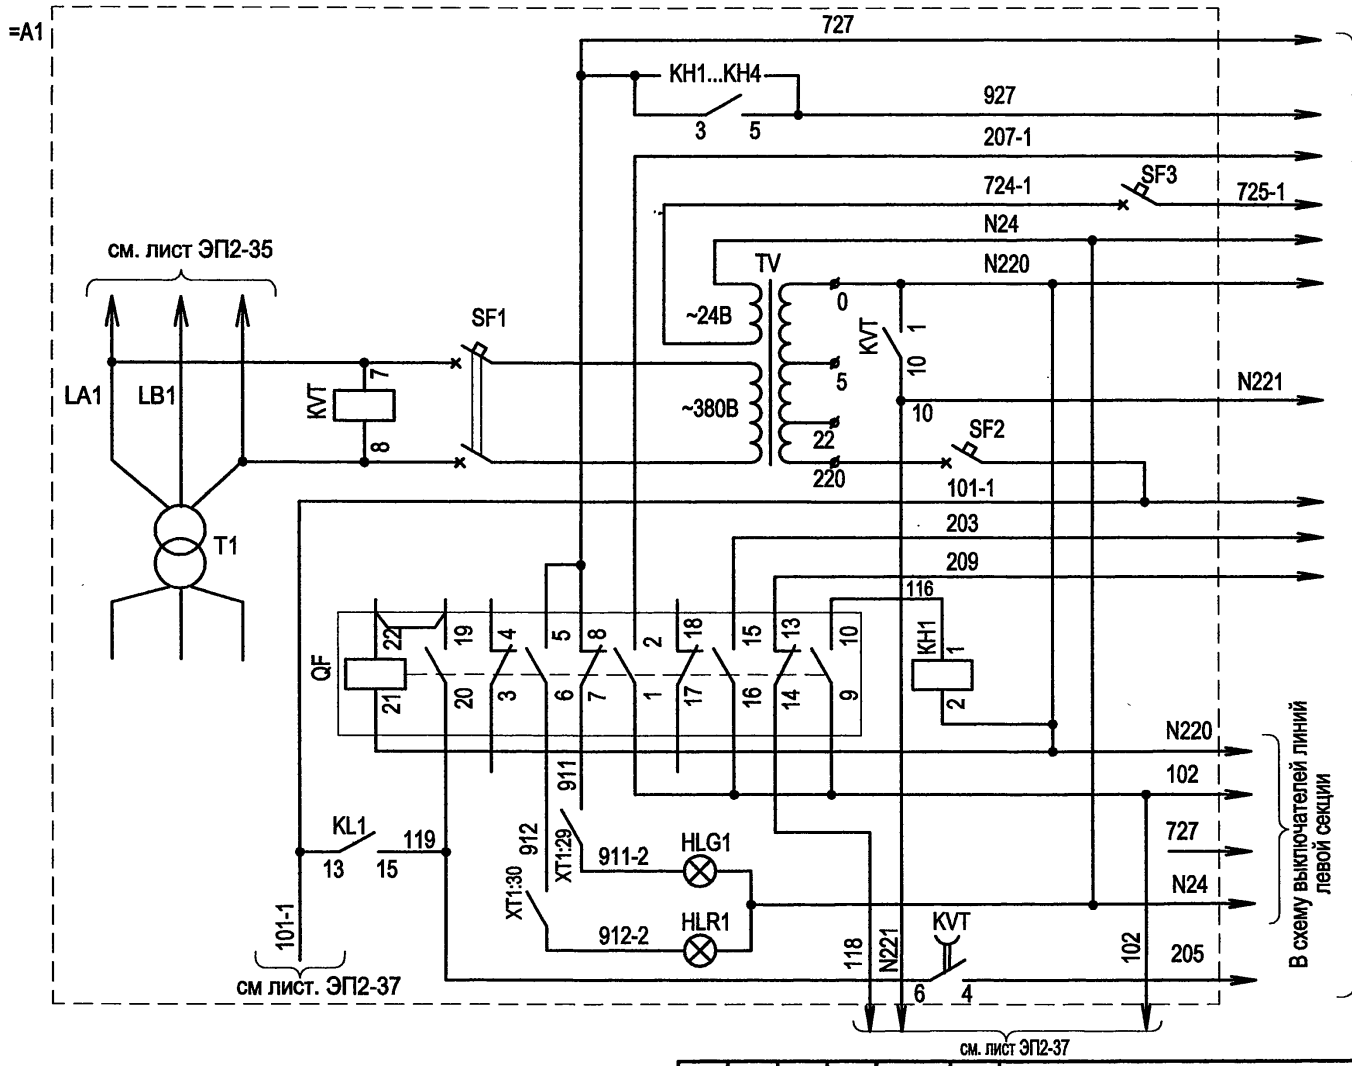 =A1
727
KH1...KH4
927
3 5
207-1
724-1
SF3
725-1
N24
см. лист ЭП2-35
TV
N220
0
~24В
SF1
KVT
1
10
5
LA1
LB1
KVT
7
8
~380В
N221
10
22
SF2
220
101-1
203
T1
209
116
22
19
4
5
8
2
18
15
13
10
KH1
1
2
QF
21
20
3
6
7
1
17
16
14
9
N220
102
911
912
KL1
119
13 15
XT1:29
911-2
HLG1
727
XT1:30
N24
912-2
HLR1
KVT
101-1
118
N221
102
205
6 4
В схему выключателей линий
левой секции
см лист. ЭП2-37
см. лист ЭП2-37